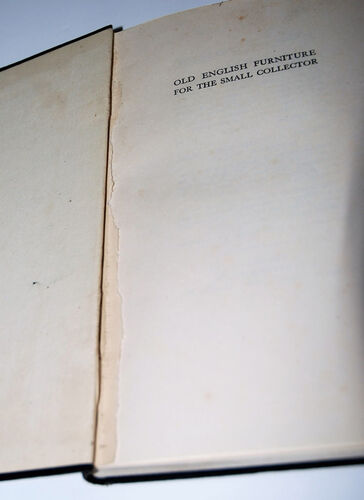 OLD ENGLISH FURNITURE
FOR THE SMALL COLLECTOR